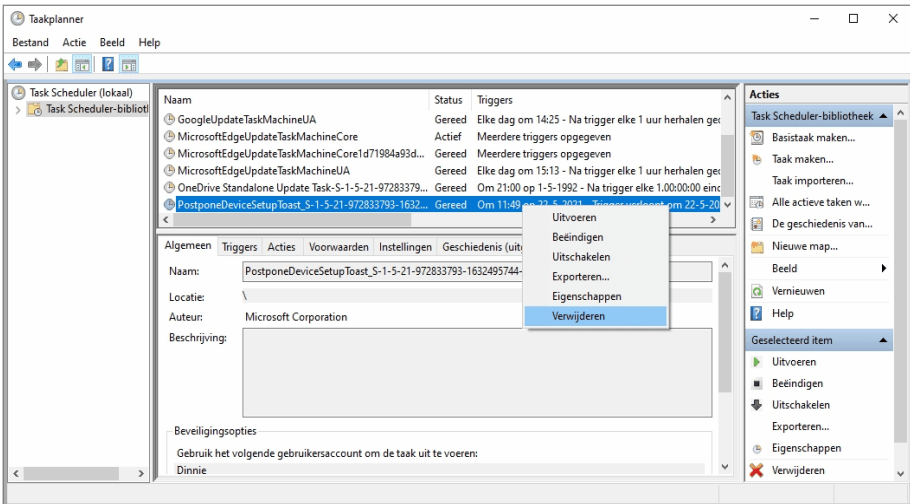 Taakplanner
Bestand Actie Beeld Help
Task Scheduler (lokaal)
Task Scheduler-bibliotl
Naam Status Triggers
GoogleUpdateTaskMachineUA Gereed Elke dag om 14:25 - Na trigger elke 1 uur herhalen ged
MicrosoftEdgeUpdateTaskMachineCore Actief Meerdere triggers opgegeven
MicrosoftEdgeUpdateTaskMachineCore1d71984a93d... Gereed Meerdere triggers opgegeven
MicrosoftEdgeUpdateTaskMachineUA Gereed Elke dag om 15:13 - Na trigger elke 1 uur herhalen ged
OneDrive Standalone Update Task-S-1-5-21-97283379... Gereed Om 21:00 op 1-5-1992 - Na trigger elke 1.00:00:00 eind
PostponeDeviceSetupToast_S-1-5-21-972833793-1632... Gereed Om 11:49 op 22-5-2021 - Trigger verloopt om 22-5-20
Uitvoeren
Beëindigen
Uitschakelen
Exporteren...
Eigenschappen
Verwijderen
Algemeen Triggers Acties Voorwaarden Instellingen Geschiedenis (uitg
Naam: PostponeDeviceSetupToast_S-1-5-21-972833793-1632495744-
Locatie: \
Auteur: Microsoft Corporation
Beschrijving:
Beveiligingsopties
Gebruik het volgende gebruikersaccount om de taak uit te voeren:
Dinnie
Acties
Task Scheduler-bibliotheek
Basistaak maken...
Taak maken...
Taak importeren...
Alle actieve taken w...
De geschiedenis van...
Nieuwe map...
Beeld
Vernieuwen
Help
Geselecteerd item
Uitvoeren
Beëindigen
Uitschakelen
Exporteren...
Eigenschappen
Verwijderen